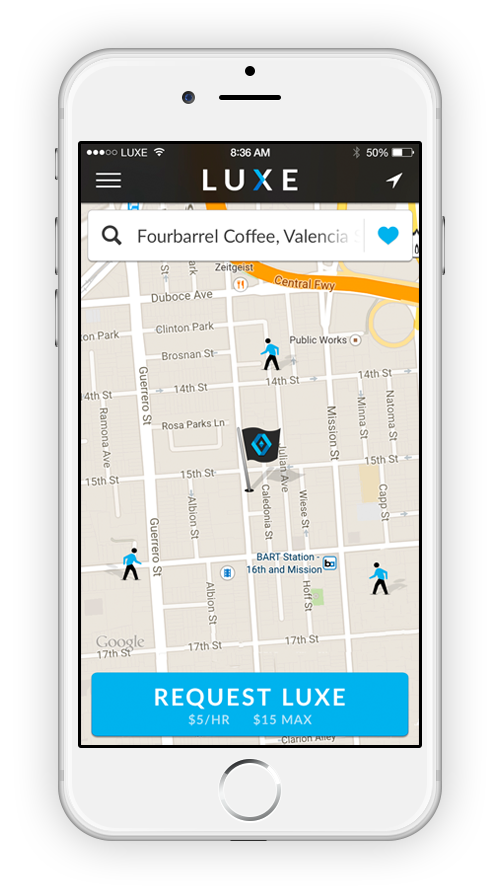 LUXE
8:36 AM
50%
LUXE
Fourbarrel Coffee, Valencia
Zeitgeist
Central Fwy
Duboce Ave
Public Works
Clinton Park
Brosnan St
14th St
14th St
14th St
Guerrero St
Ramona Ave
Rosa Parks Ln
Mission St
Minna St
Natoma St
Julian Ave
15th St
15th St
15th St
Albion St
Caledonia St
Wiese St
Capp St
Guerrero St
BART Station -
16th and Mission
Albion St
Hoff St
Google
17th St
17th St
17th St
REQUEST LUXE
$5/HR $15 MAX
Clarion Alley